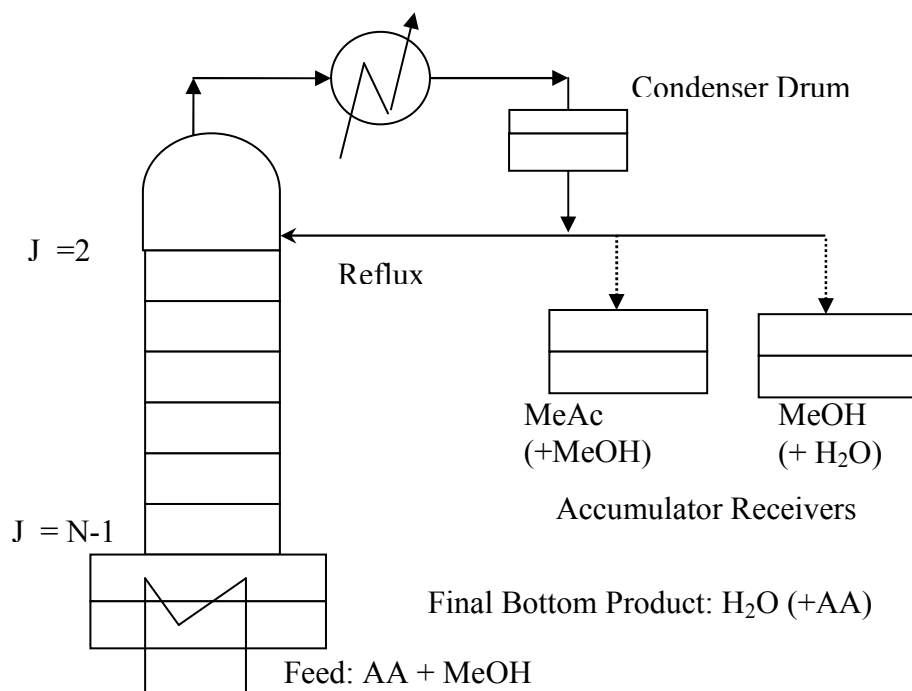 Condenser Drum
J =2
Reflux
MeAc
(+MeOH)
MeOH
(+ H₂O)
Accumulator Receivers
J = N-1
Final Bottom Product: H₂O (+AA)
Feed: AA + MeOH